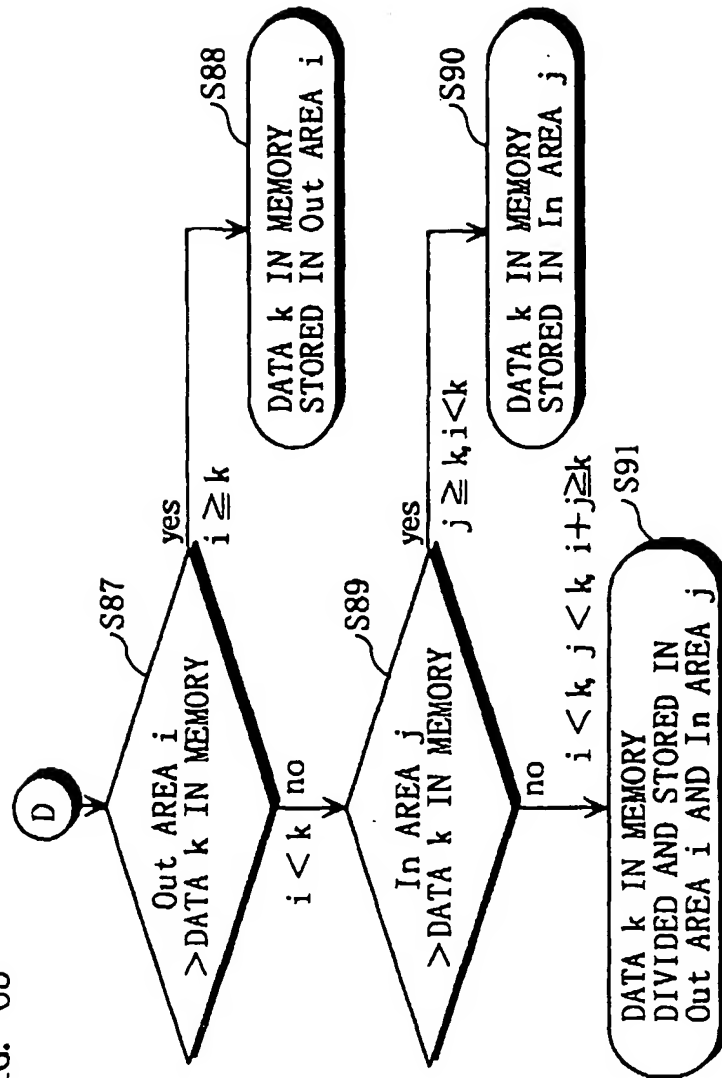 D
Out AREA i
>DATA k IN MEMORY
S87
yes
i ≧ k
DATA k IN MEMORY
STORED IN Out AREA i
S88
no
i < k
In AREA j
>DATA k IN MEMORY
S89
yes
j ≧ k, i<k
DATA k IN MEMORY
STORED IN In AREA j
S90
no
i < k, j < k, i+j≧k
DATA k IN MEMORY
DIVIDED AND STORED IN
Out AREA i AND In AREA j
S91